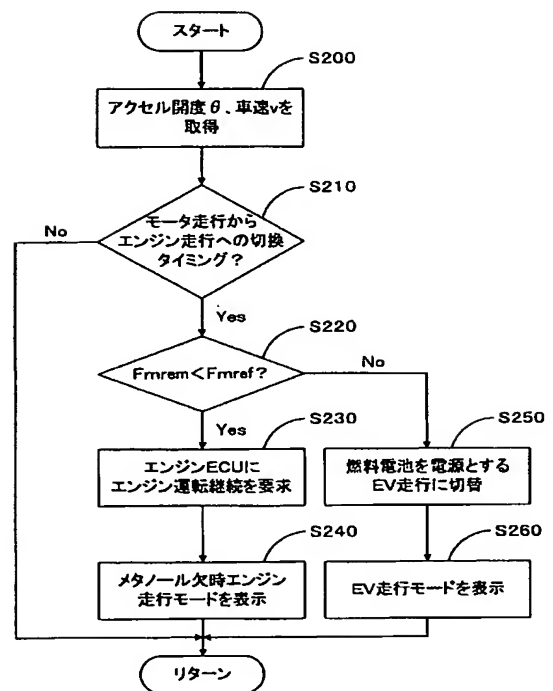 スタート
S200
アクセル開度θ、車速vを
取得
S210
モータ走行から
エンジン走行への切換
タイミング？
No
Yes
S220
Fmrem＜Fmref？
No
Yes
S230
エンジンECUに
エンジン運転継続を要求
S250
燃料電池を電源とする
EV走行に切替
S240
メタノール欠時エンジン
走行モードを表示
S260
EV走行モードを表示
リターン